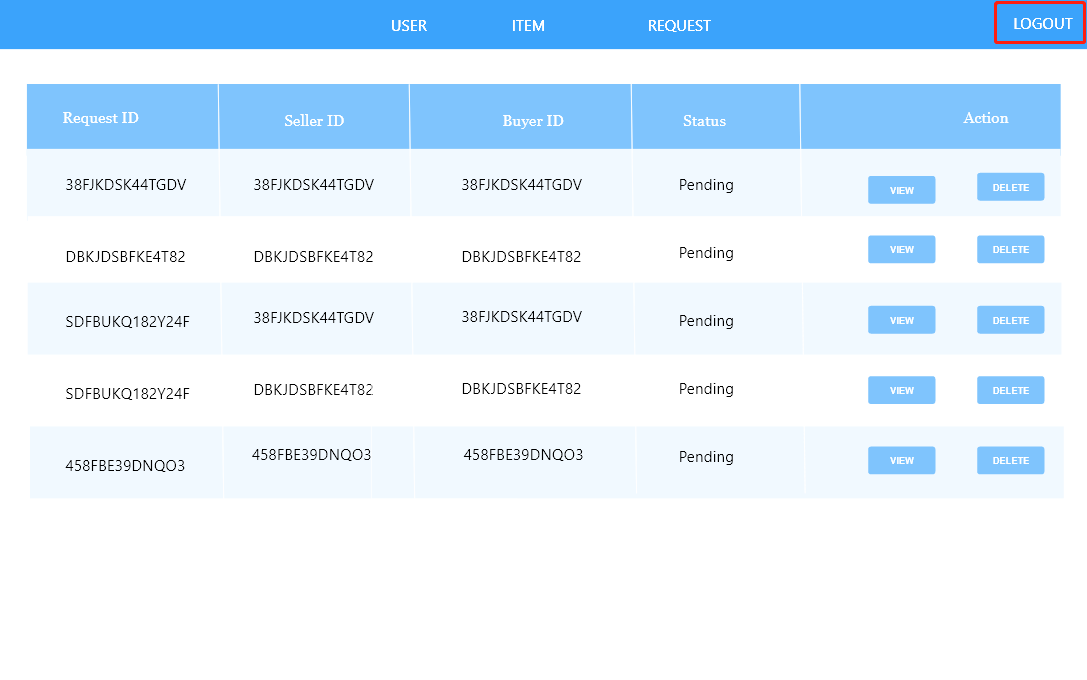 USER ITEM REQUEST LOGOUT
Request ID Seller ID Buyer ID Status Action
38FJKDSK44TGDV 38FJKDSK44TGDV 38FJKDSK44TGDV Pending VIEW DELETE
DBKJDSBFKE4T82 DBKJDSBFKE4T82 DBKJDSBFKE4T82 Pending VIEW DELETE
SDFBUKQ182Y24F 38FJKDSK44TGDV 38FJKDSK44TGDV Pending VIEW DELETE
SDFBUKQ182Y24F DBKJDSBFKE4T82 DBKJDSBFKE4T82 Pending VIEW DELETE
458FBE39DNQO3 458FBE39DNQO3 458FBE39DNQO3 Pending VIEW DELETE